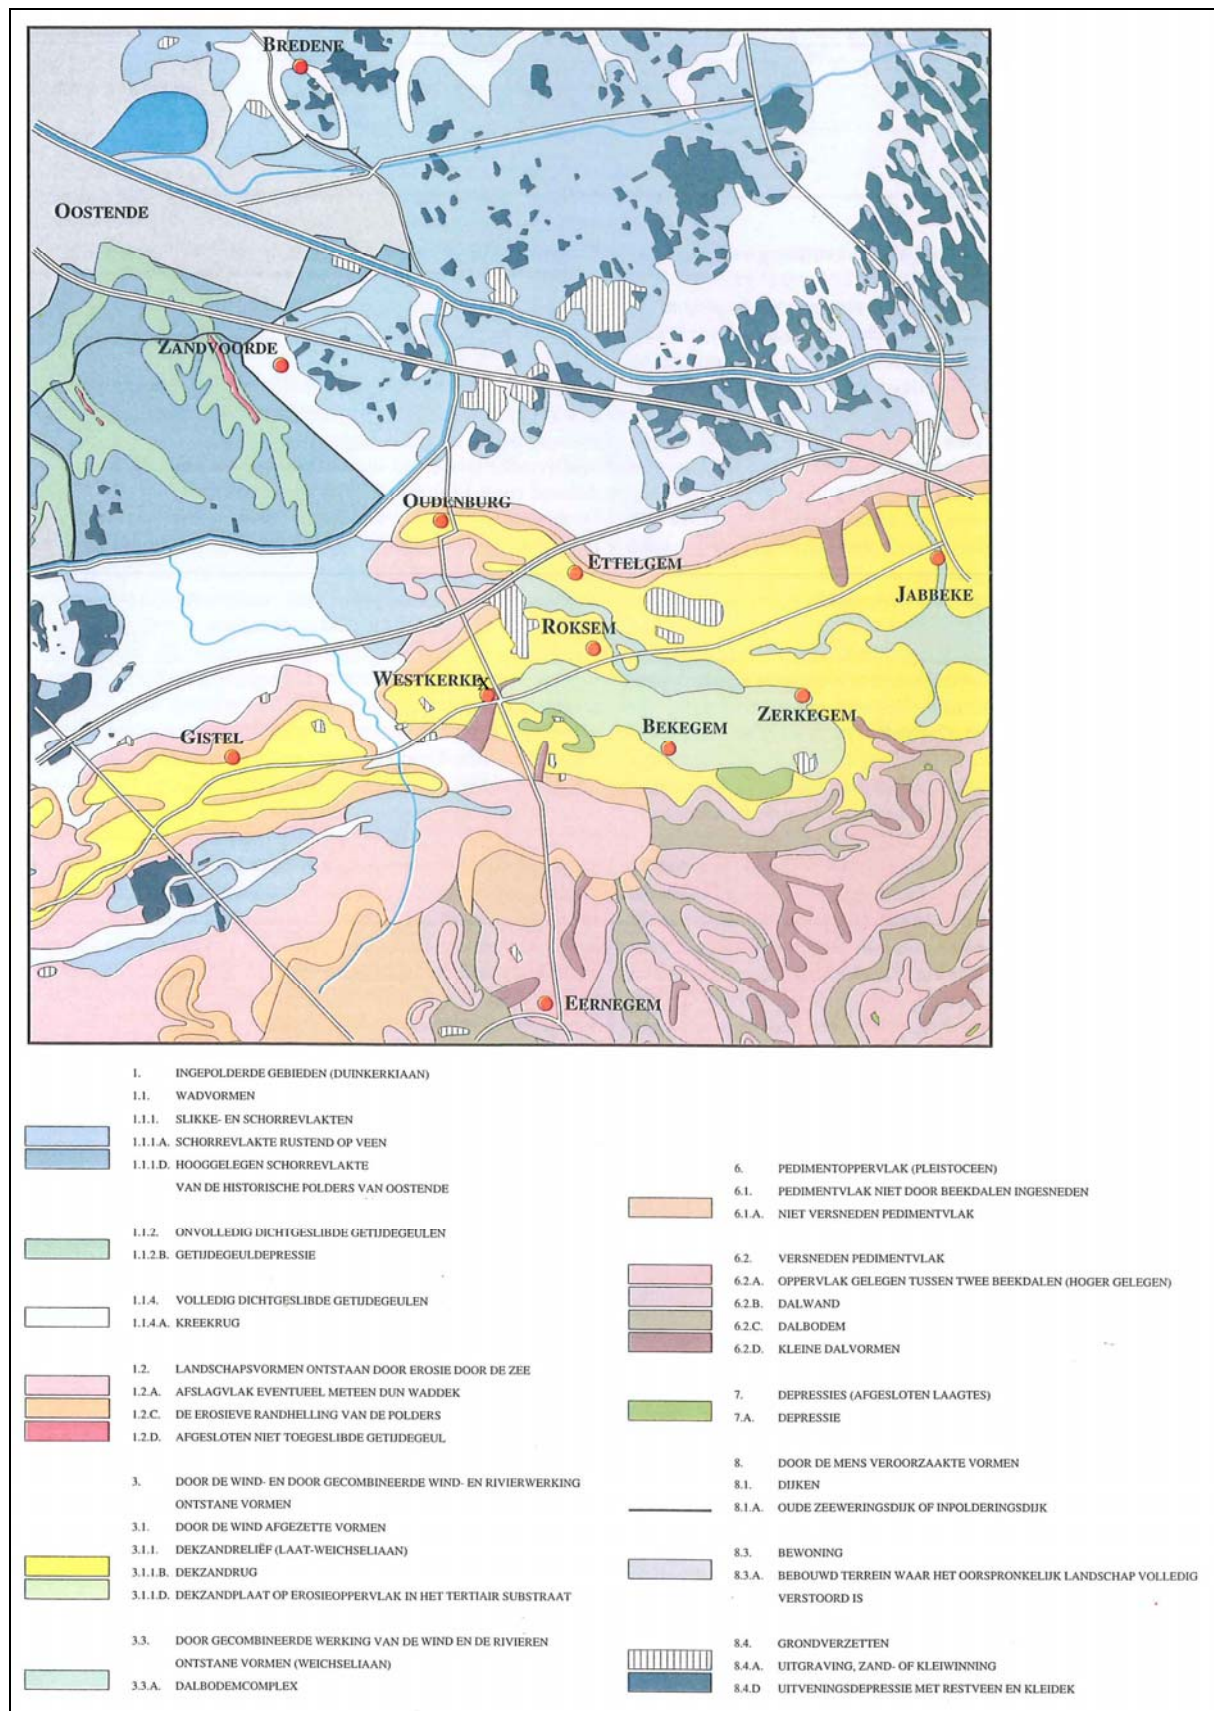 BREDENE
OOSTENDE
ZANDVOORDE
OUDENBURG
ETTELGEM
JABBEKE
ROKSEM
WESTKERKE
X
ZERKEGEM
BEKEGEM
GISTEL
EERNEGEM
1. INGEPOLDERDE GEBIEDEN (DUINKERKIAAN)
1.1. WADVORMEN
1.1.1. SLIKKE- EN SCHORREVLAKTEN
1.1.1.A. SCHORREVLAKTE RUSTEND OP VEEN
1.1.1.D. HOOGGELEGEN SCHORREVLAKTE
VAN DE HISTORISCHE POLDERS VAN OOSTENDE
1.1.2. ONVOLLEDIG DICHTGESLIBDE GETIJDEGEULEN
1.1.2.B. GETIJDEGEULDEPRESSIE
1.1.4. VOLLEDIG DICHTGESLIBDE GETIJDEGEULEN
1.1.4.A. KREEKRUG
1.2. LANDSCHAPSVORMEN ONTSTAAN DOOR EROSIE DOOR DE ZEE
1.2.A. AFSLAGVLAK EVENTUEEL METEEN DUN WADDEK
1.2.C. DE EROSIEVE RANDHELLING VAN DE POLDERS
1.2.D. AFGESLOTEN NIET TOEGESLIBDE GETIJDEGEUL
3. DOOR DE WIND- EN DOOR GECOMBINEERDE WIND- EN RIVIERWERKING
ONTSTANE VORMEN
3.1. DOOR DE WIND AFGEZETTE VORMEN
3.1.1. DEKZANDRELIËF (LAAT-WEICHSELIAAN)
3.1.1.B. DEKZANDRUG
3.1.1.D. DEKZANDPLAAT OP EROSIEOPPERVLAK IN HET TERTIAIR SUBSTRAAT
3.3. DOOR GECOMBINEERDE WERKING VAN DE WIND EN DE RIVIEREN
ONTSTANE VORMEN (WEICHSELIAAN)
3.3.A. DALBODEMCOMPLEX
6. PEDIMENTOPPERVLAK (PLEISTOCEEN)
6.1. PEDIMENTVLAK NIET DOOR BEEKDALEN INGESNEDEN
6.1.A. NIET VERSNEDEN PEDIMENTVLAK
6.2. VERSNEDEN PEDIMENTVLAK
6.2.A. OPPERVLAK GELEGEN TUSSEN TWEE BEEKDALEN (HOGER GELEGEN)
6.2.B. DALWAND
6.2.C. DALBODEM
6.2.D. KLEINE DALVORMEN
7. DEPRESSIES (AFGESLOTEN LAAGTES)
7.A. DEPRESSIE
8. DOOR DE MENS VEROORZAAKTE VORMEN
8.1. DIJKEN
8.1.A. OUDE ZEEWERINGSDIJK OF INPOLDERINGSDIJK
8.3. BEWONING
8.3.A. BEBOUWD TERREIN WAAR HET OORSPRONKELIJK LANDSCHAP VOLLEDIG
VERSTOORD IS
8.4. GRONDVERZETTEN
8.4.A. UITGRAVING, ZAND- OF KLEIWINNING
8.4.D UITVENINGSDEPRESSIE MET RESTVEEN EN KLEIDEK